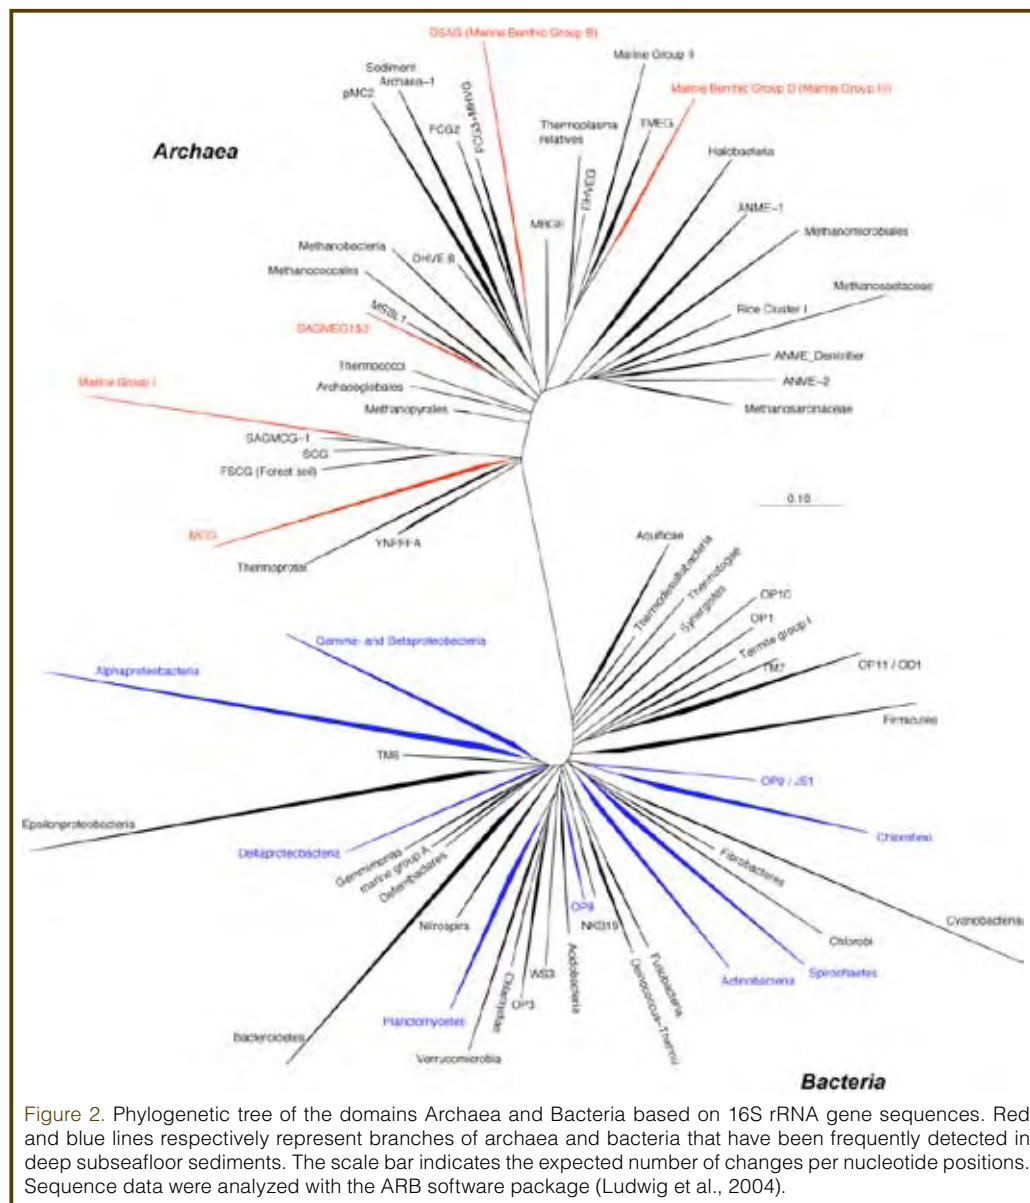 DSAG (Marine Benthic Group B)
Marine Group II
Sediment
Archaea-1
pMC2
Marine Benthic Group D (Marine Group III)
FCG2
FCG3+MHVG
Thermoplasma
relatives
TMEG
Archaea
DHVEG
Halobacteria
ANME-1
MBGE
Methanomicrobiales
Methanobacteria
DHVE 8
Methanococcales
Methanosaetaceae
MSBL1
SAGMEG1&2
Rice Cluster I
Thermococci
ANME_Denitrifier
Marine Group I
Archaeoglobales
ANME-2
Methanopyrales
Methanosarcinaceae
SAGMCG-1
SCG
FSCG (Forest soil)
0.10
MCG
YNPFFA
Thermoprotei
Aquificae
Thermodesulfobacteria
Thermotogae
Synergistes
OP10
OP1
Termite group I
TM7
OP11 / OD1
Gamma- and Betaproteobacteria
Alphaproteobacteria
Firmicutes
TM6
OP9 / JS1
Epsilonproteobacteria
Chloroflexi
Deltaproteobacteria
Gemmimonas
marine group A
Deferribacteres
Fibrobacteres
Cyanobacteria
Nitrospira
NKB19
Chlorobi
Spirochaetes
Actinobacteria
Planctomycetes
Chlamydiae
OP3
WS3
Acidobacteria
Fusobacteria
Deinococcus-Thermus
Bacteroidetes
Verrucomicrobia
Bacteria
Figure 2. Phylogenetic tree of the domains Archaea and Bacteria based on 16S rRNA gene sequences. Red
and blue lines respectively represent branches of archaea and bacteria that have been frequently detected in
deep subseafloor sediments. The scale bar indicates the expected number of changes per nucleotide positions.
Sequence data were analyzed with the ARB software package (Ludwig et al., 2004).